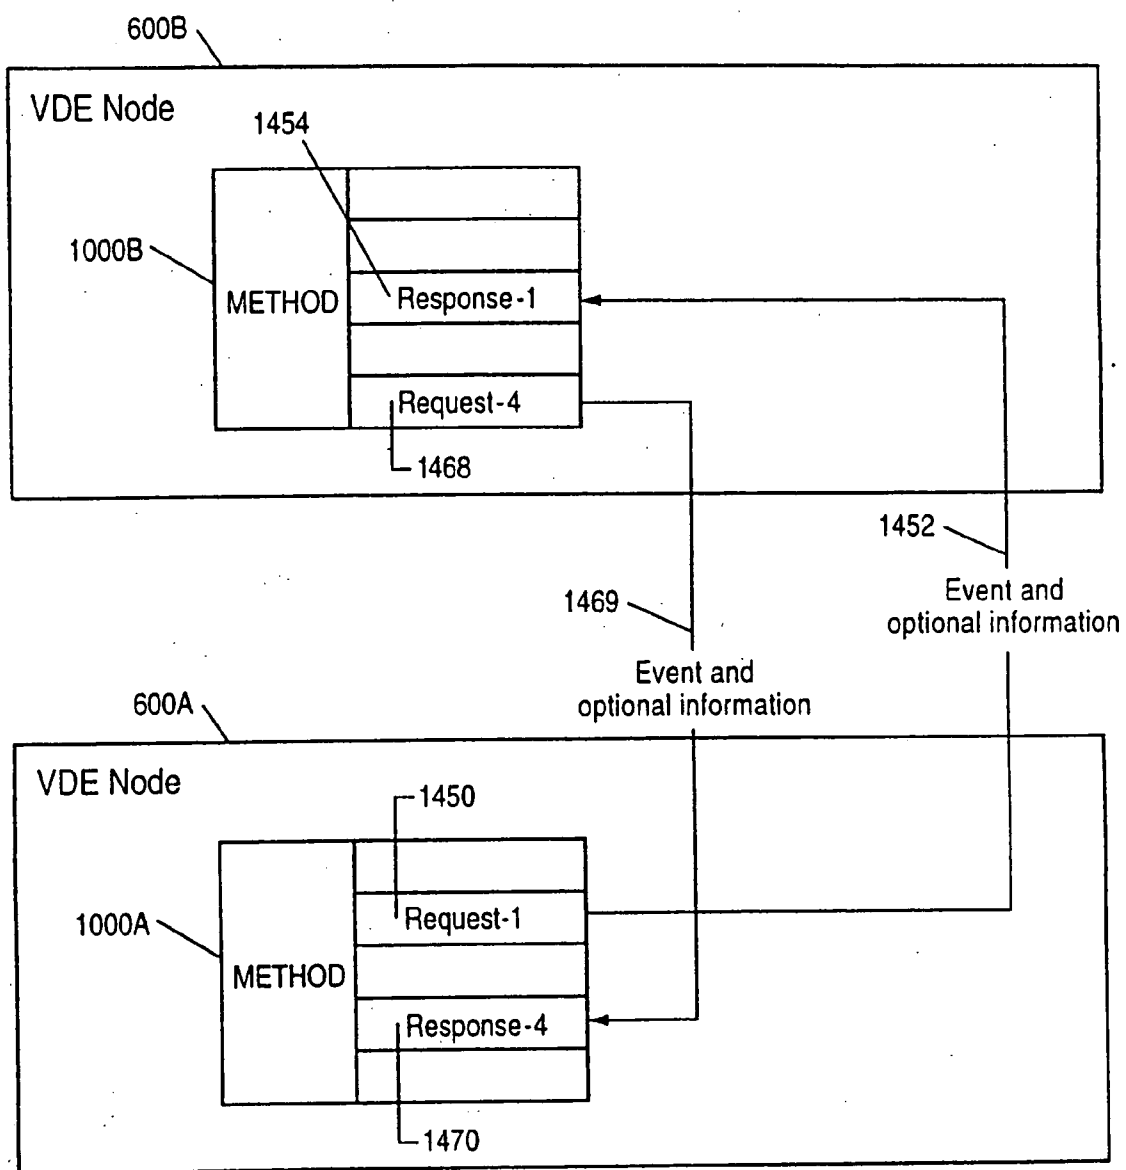 600B
VDE Node
1454
1000B
METHOD
Response-1
Request-4
1468
1452
Event and
optional information
1469
Event and
optional information
600A
VDE Node
1450
1000A
METHOD
Request-1
Response-4
1470